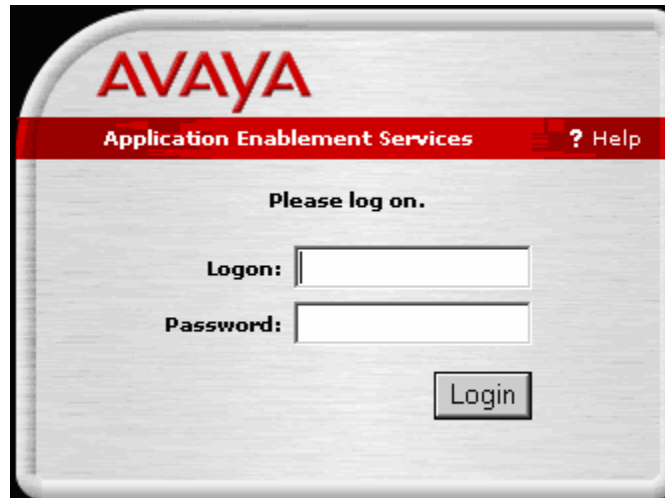 AVAYA
Application Enablement Services ? Help
Please log on.
Logon:
Password:
Login